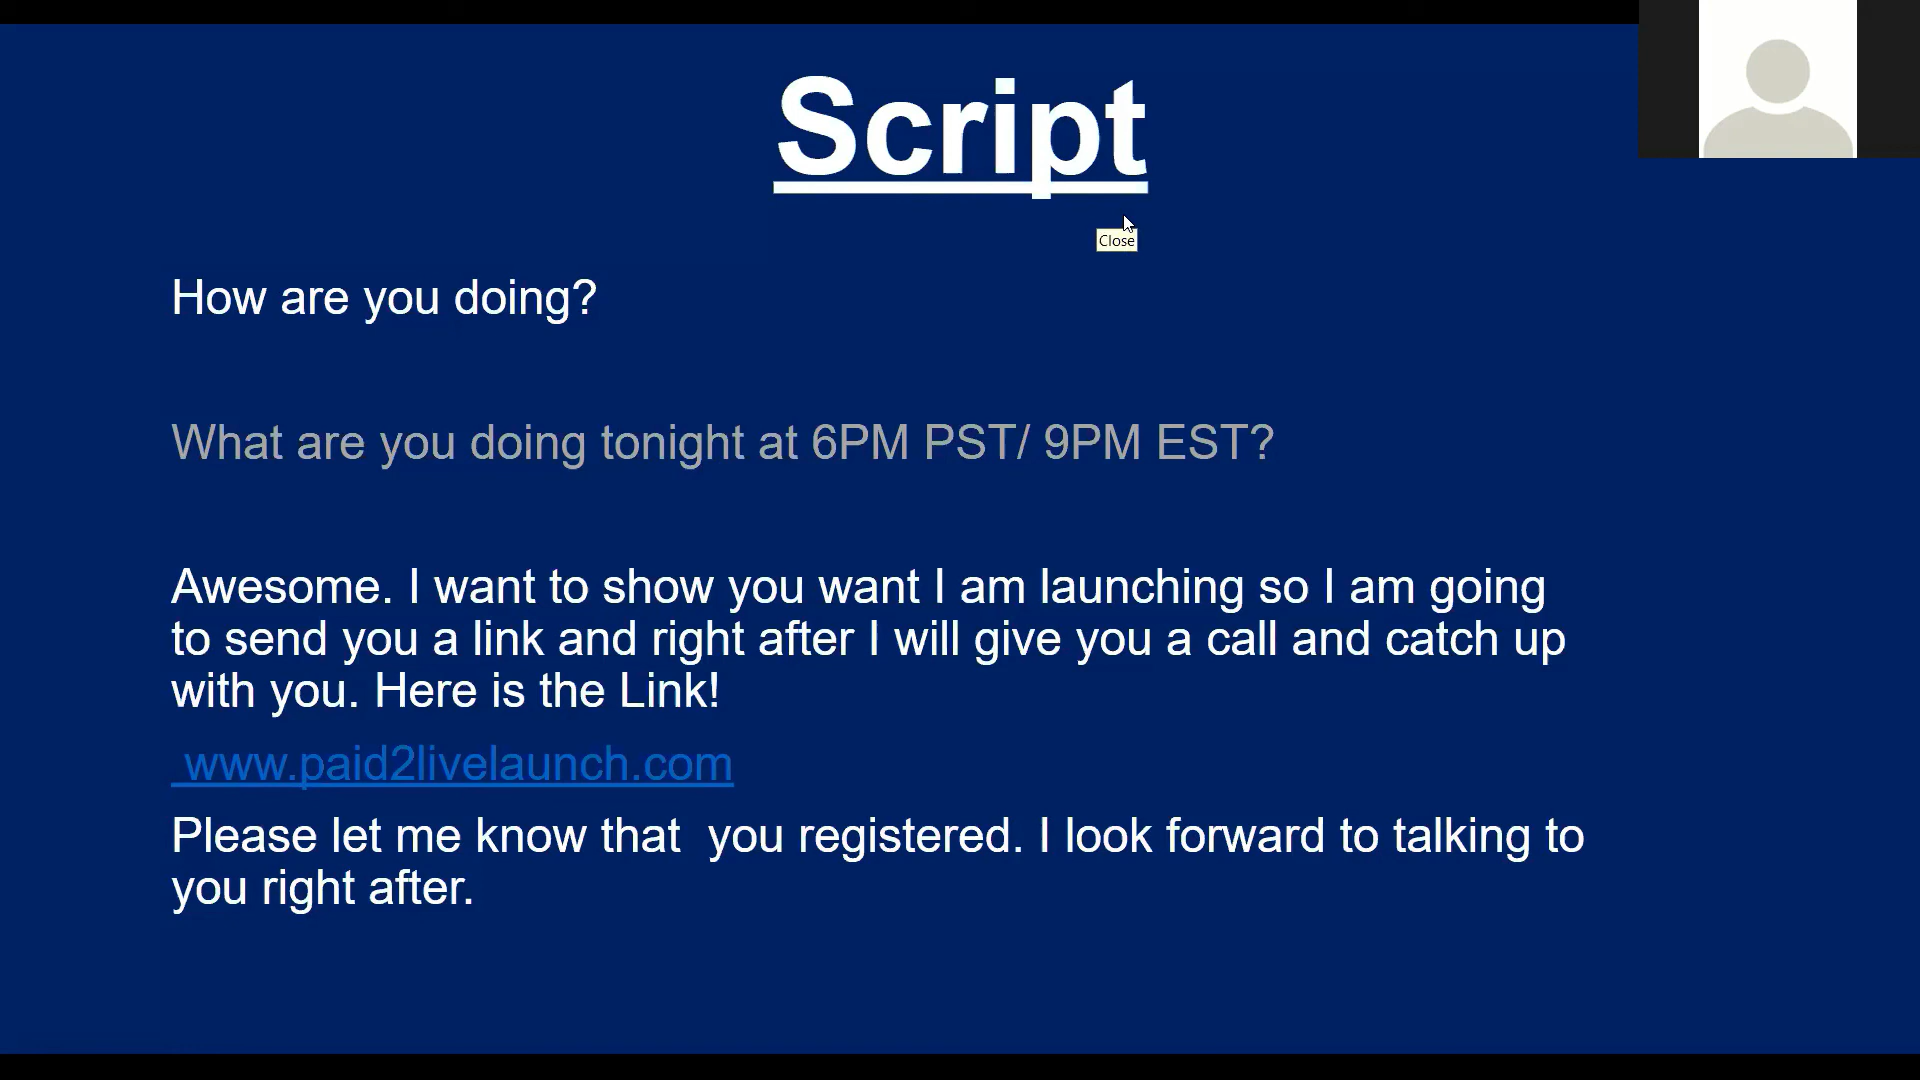 Script
Close
How are you doing?
What are you doing tonight at 6PM PST/ 9PM EST?
Awesome. I want to show you want I am launching so I am going
to send you a link and right after I will give you a call and catch up
with you. Here is the Link!
www.paid2livelaunch.com
Please let me know that  you registered. I look forward to talking to
you right after.